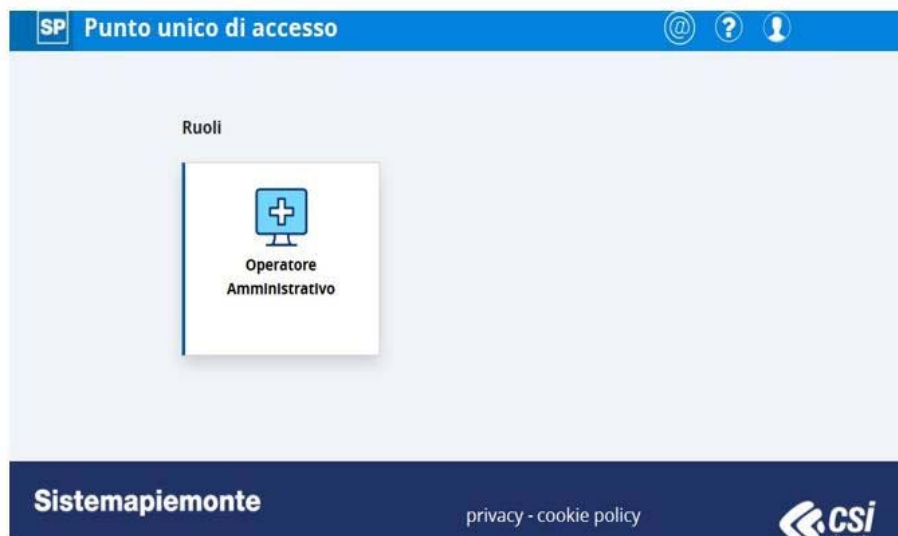 SP Punto unico di accesso @ ?
Ruoli
Operatore
Amministrativo
Sistemapiemonte
privacy - cookie policy
csi